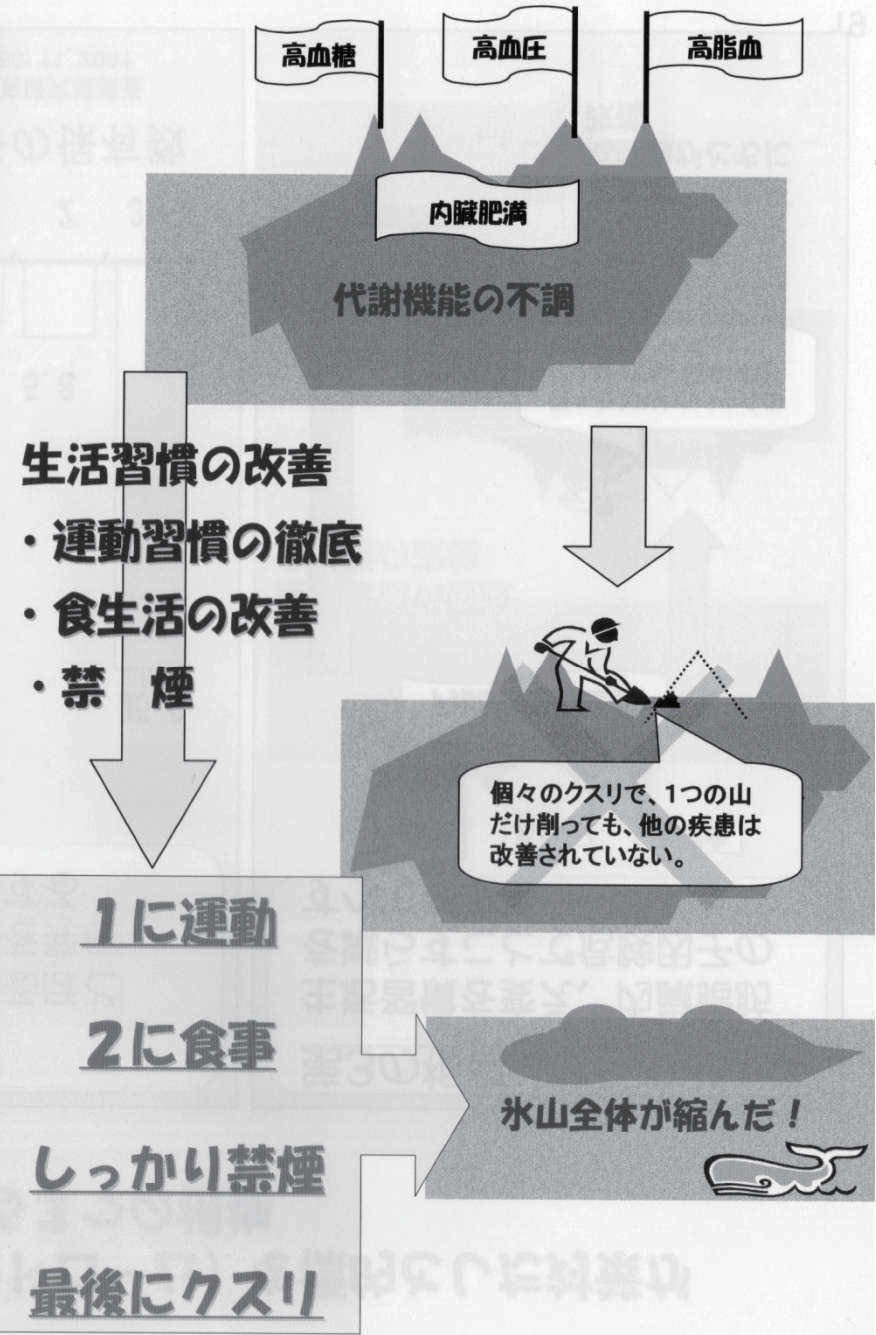 高血糖
高血圧
高脂血
内臓肥満
代謝機能の不調
生活習慣の改善
・運動習慣の徹底
・食生活の改善
・禁　煙
個々のクスリで、1つの山
だけ削っても、他の疾患は
改善されていない。
1に運動
2に食事
しっかり禁煙
最後にクスリ
氷山全体が縮んだ！